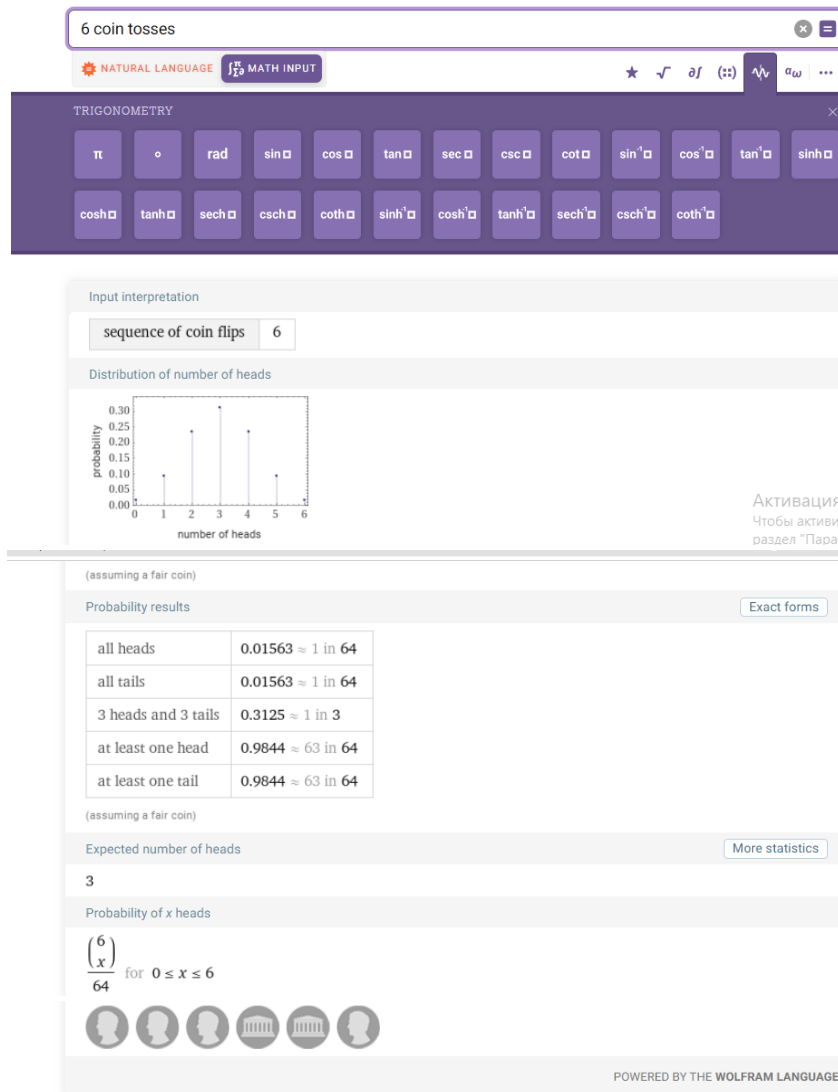 6 coin tosses
NATURAL LANGUAGE ∫Σ∂π MATH INPUT
★ √ ∂∫ (::) αω ...
TRIGONOMETRY ×
π ° rad sin□ cos□ tan□ sec□ csc□ cot□ sin⁻¹□ cos⁻¹□ tan⁻¹□ sinh□
cosh□ tanh□ sech□ csch□ coth□ sinh⁻¹□ cosh⁻¹□ tanh⁻¹□ sech⁻¹□ csch⁻¹□ coth⁻¹□
Input interpretation
sequence of coin flips 6
Distribution of number of heads
probability
0.30
0.25
0.20
0.15
0.10
0.05
0.00
0 1 2 3 4 5 6
number of heads
Активация
Чтобы активи
раздел "Пара
(assuming a fair coin)
Probability results Exact forms
all heads 0.01563 ≈ 1 in 64
all tails 0.01563 ≈ 1 in 64
3 heads and 3 tails 0.3125 ≈ 1 in 3
at least one head 0.9844 ≈ 63 in 64
at least one tail 0.9844 ≈ 63 in 64
(assuming a fair coin)
Expected number of heads More statistics
3
Probability of x heads
(6
x)
64
for 0 ≤ x ≤ 6
POWERED BY THE WOLFRAM LANGUAGE